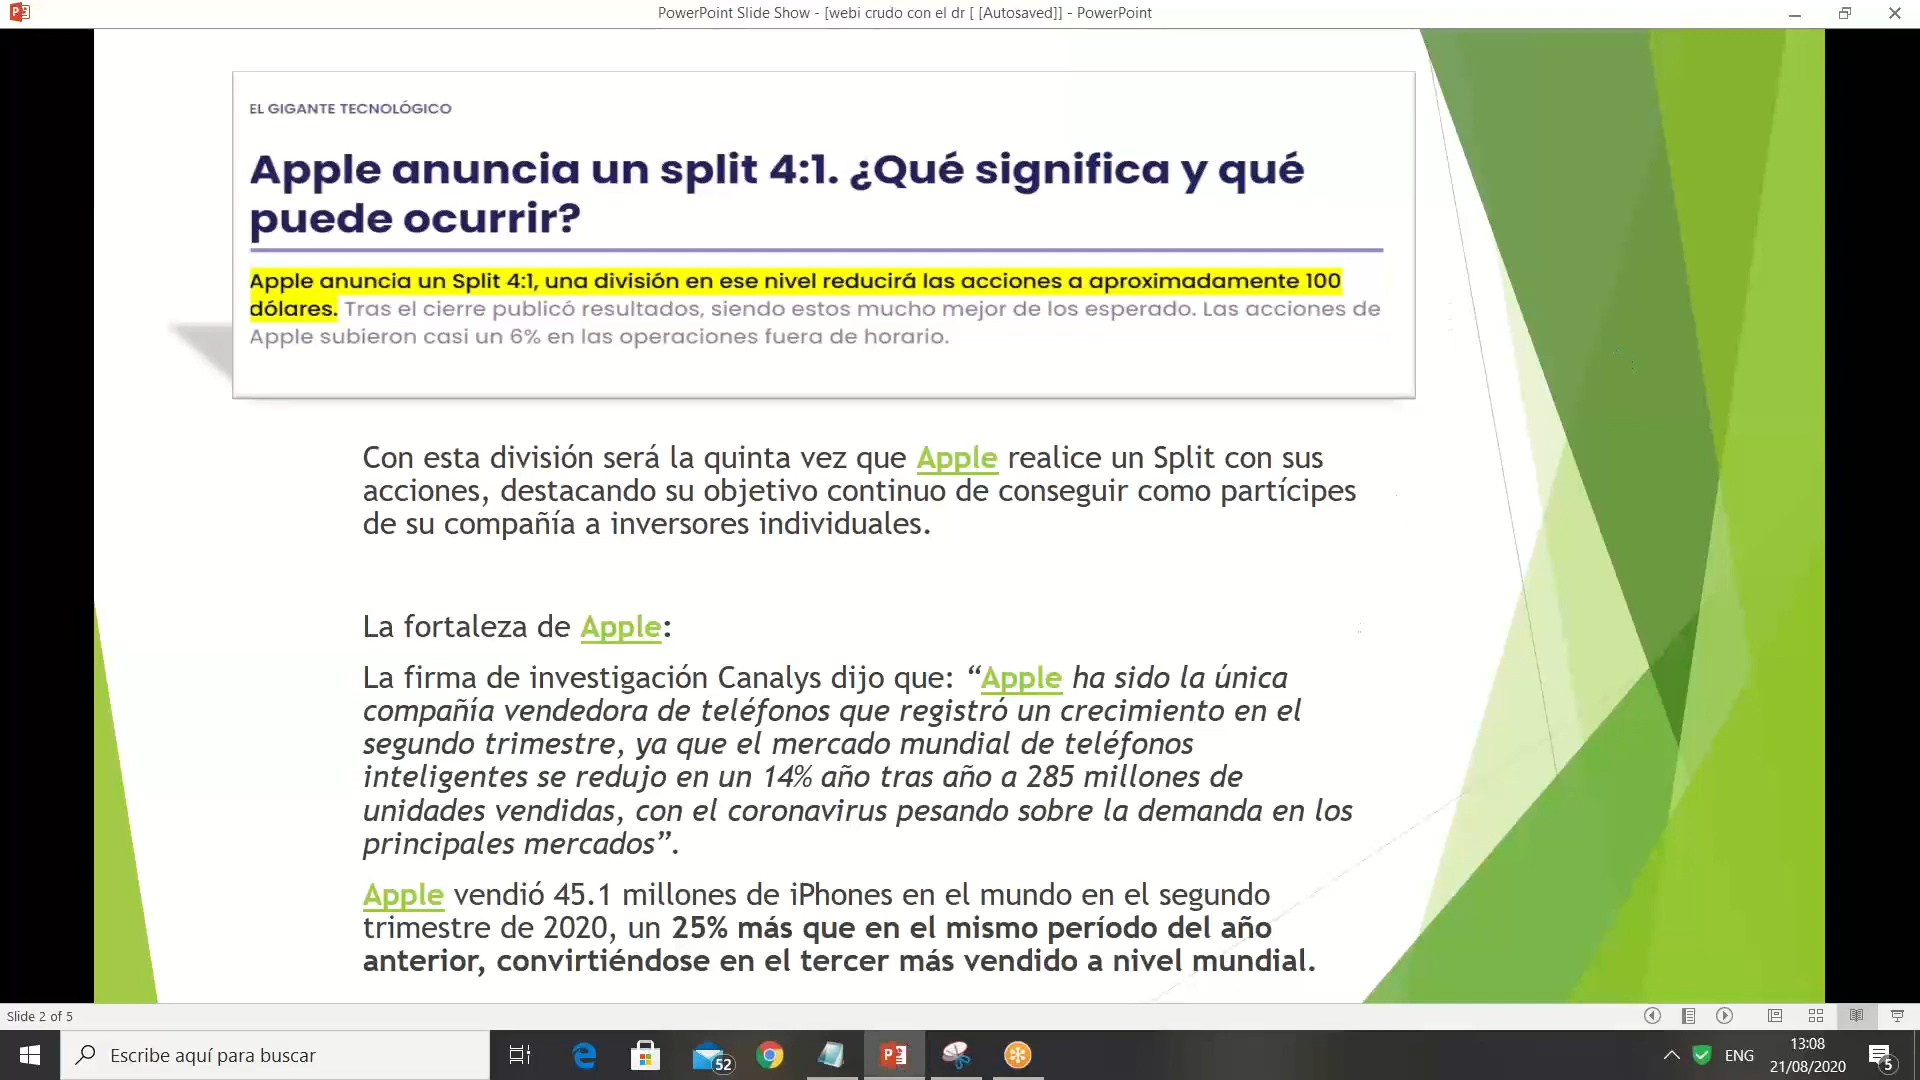 PowerPoint Slide Show - [webi crudo con el dr [ [Autosaved]] - PowerPoint
EL GIGANTE TECNOLÓGICO
Apple anuncia un split 4:1. ¿Qué significa y qué
puede ocurrir?
Apple anuncia un Split 4:1, una división en ese nivel reducirá las acciones a aproximadamente 100
dólares. Tras el cierre publicó resultados, siendo estos mucho mejor de los esperado. Las acciones de
Apple subieron casi un 6% en las operaciones fuera de horario.
Con esta división será la quinta vez que Apple realice un Split con sus
acciones, destacando su objetivo continuo de conseguir como partícipes
de su compañía a inversores individuales.
La fortaleza de Apple:
La firma de investigación Canalys dijo que: “Apple ha sido la única
compañía vendedora de teléfonos que registró un crecimiento en el
segundo trimestre, ya que el mercado mundial de teléfonos
inteligentes se redujo en un 14% año tras año a 285 millones de
unidades vendidas, con el coronavirus pesando sobre la demanda en los
principales mercados”.
Apple vendió 45.1 millones de iPhones en el mundo en el segundo
trimestre de 2020, un 25% más que en el mismo período del año
anterior, convirtiéndose en el tercer más vendido a nivel mundial.
Slide 2 of 5
Escribe aquí para buscar
52
ENG
13:08
21/08/2020
5